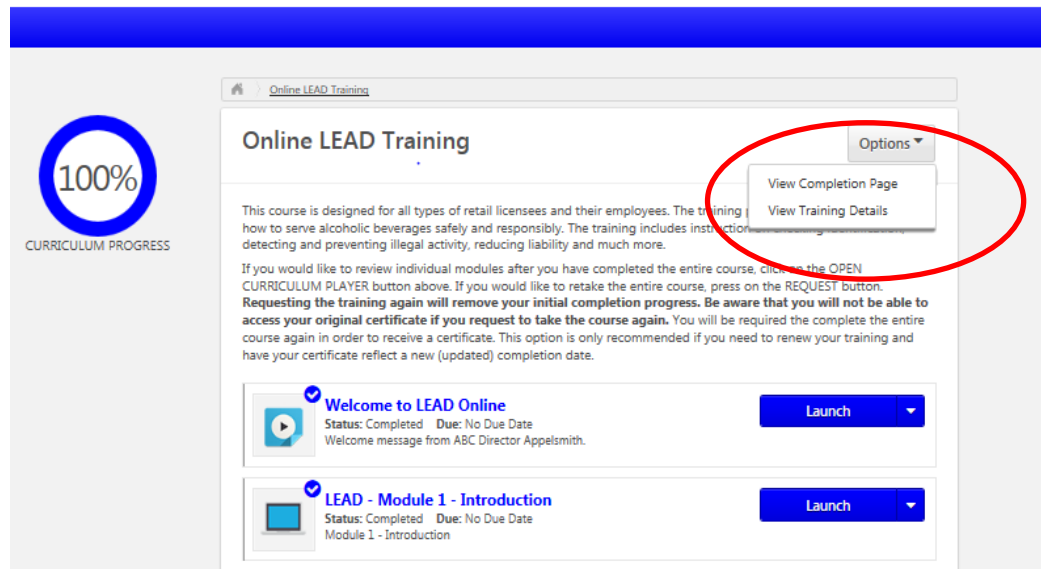 Online LEAD Training
100%
CURRICULUM PROGRESS
Online LEAD Training
Options
View Completion Page
View Training Details
This course is designed for all types of retail licensees and their employees. The training
how to serve alcoholic beverages safely and responsibly. The training includes instruction
detecting and preventing illegal activity, reducing liability and much more.
If you would like to review individual modules after you have completed the entire course, click on the OPEN
CURRICULUM PLAYER button above. If you would like to retake the entire course, press on the REQUEST button.
Requesting the training again will remove your initial completion progress. Be aware that you will not be able to
access your original certificate if you request to take the course again. You will be required the complete the entire
course again in order to receive a certificate. This option is only recommended if you need to renew your training and
have your certificate reflect a new (updated) completion date.
Welcome to LEAD Online
Status: Completed Due: No Due Date
Welcome message from ABC Director Appelsmith.
Launch
LEAD - Module 1 - Introduction
Status: Completed Due: No Due Date
Module 1 - Introduction
Launch